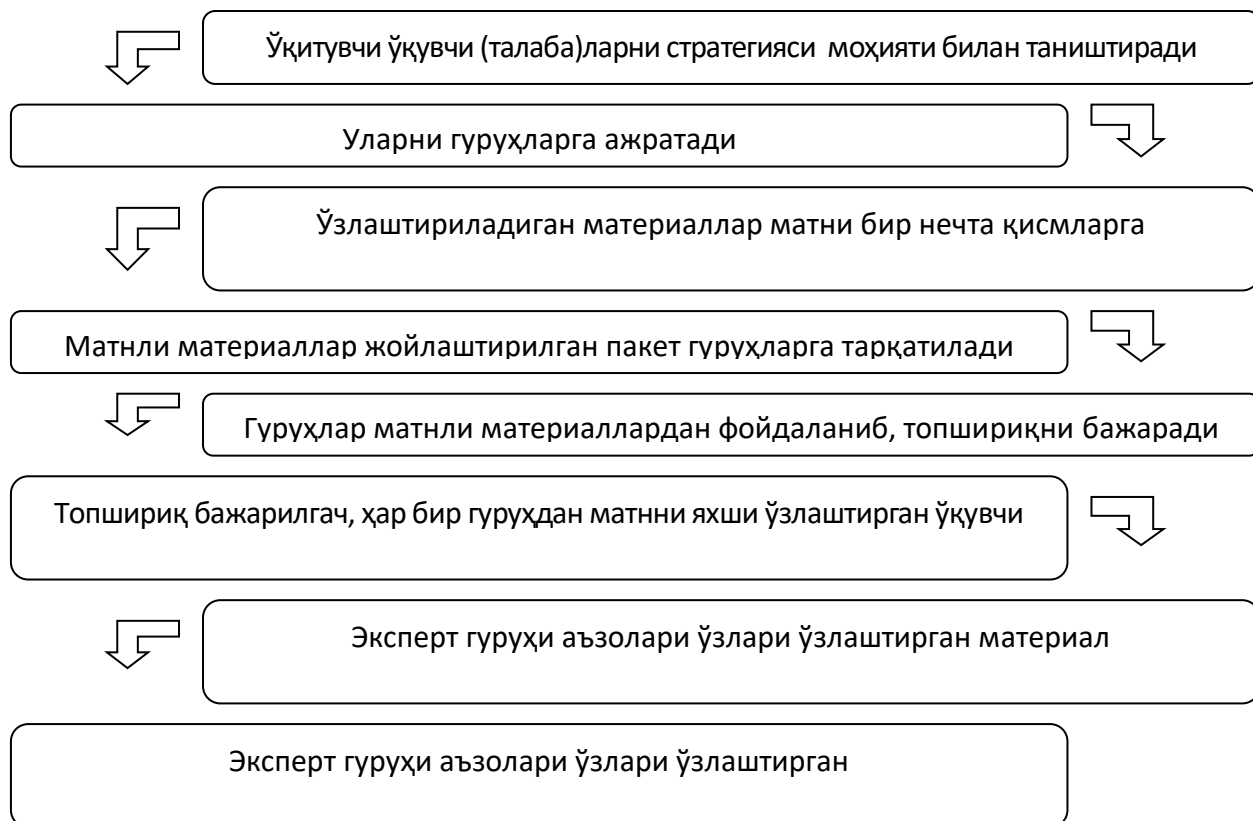 Ўқитувчи ўқувчи (талаба)ларни стратегияси моҳияти билан таништиради
Уларни гуруҳларга ажратади
Ўзлаштириладиган материаллар матни бир нечта қисмларга
Матнли материаллар жойлаштирилган пакет гуруҳларга тарқатилади
Гуруҳлар матнли материаллардан фойдаланиб, топшириқни бажаради
Топшириқ бажарилгач, ҳар бир гуруҳдан матнни яхши ўзлаштирган ўқувчи
Эксперт гуруҳи аъзолари ўзлари ўзлаштирган материал
Эксперт гуруҳи аъзолари ўзлари ўзлаштирган